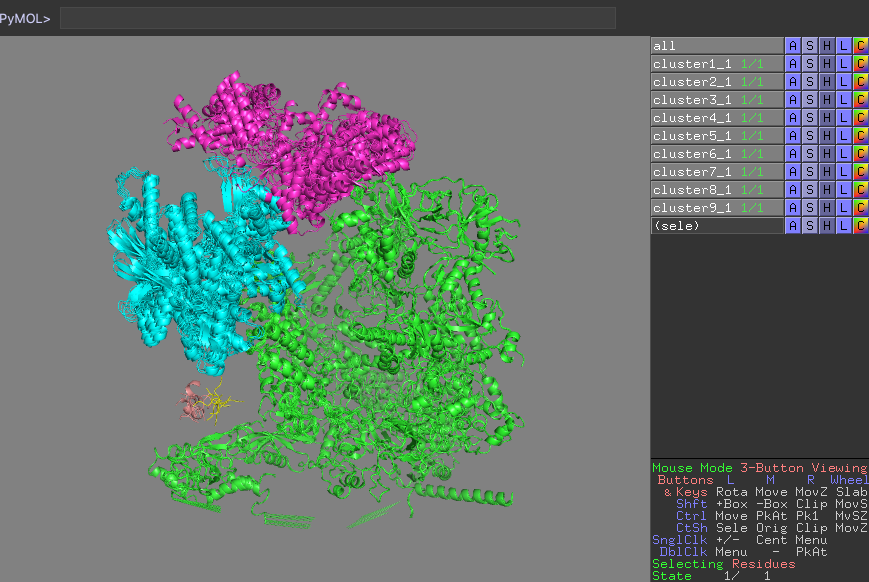 PyMOL>
all A S H L C
cluster1_1 1/1 A S H L C
cluster2_1 1/1 A S H L C
cluster3_1 1/1 A S H L C
cluster4_1 1/1 A S H L C
cluster5_1 1/1 A S H L C
cluster6_1 1/1 A S H L C
cluster7_1 1/1 A S H L C
cluster8_1 1/1 A S H L C
cluster9_1 1/1 A S H L C
(sele) A S H L C
Mouse Mode 3-Button Viewing
Buttons L M R Wheel
& Keys Rota Move MovZ Slab
Shft +Box -Box Clip MovS
Ctrl Move PkAt Pk1 MvSZ
CtSh Sele Orig Clip MovZ
SnglClk +/- Cent Menu
DblClk Menu - PkAt
Selecting Residues
State 1/ 1